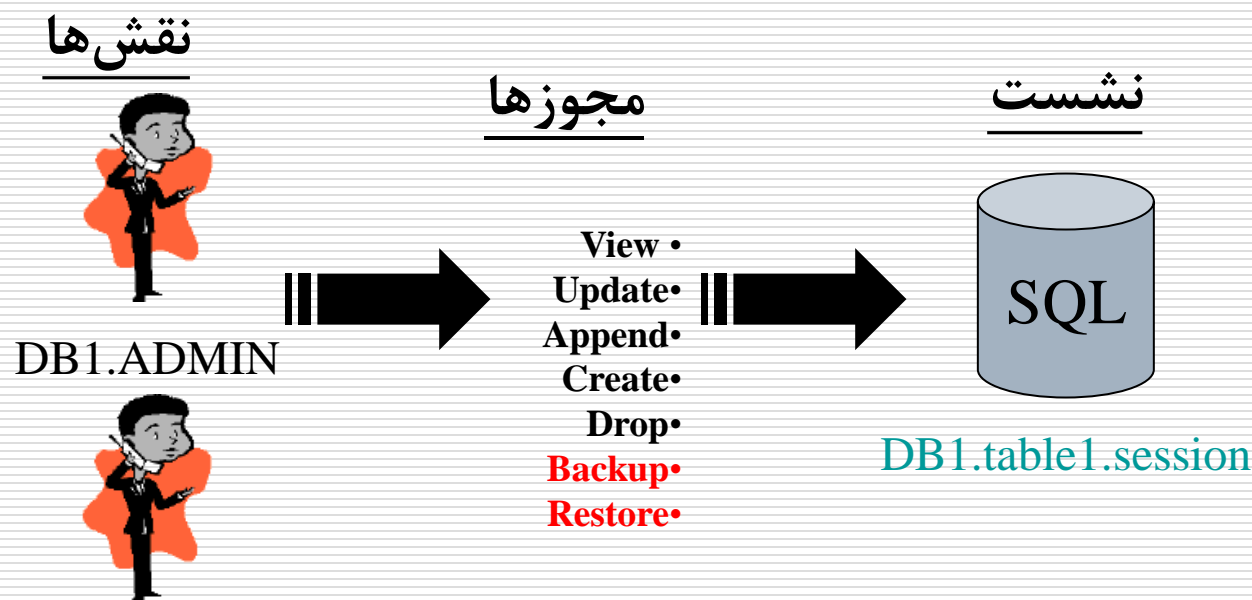 نقش‌ها
مجوزها
نشست
View •
Update•
Append•
Create•
Drop•
Backup•
Restore•
SQL
DB1.ADMIN
DB1.table1.session